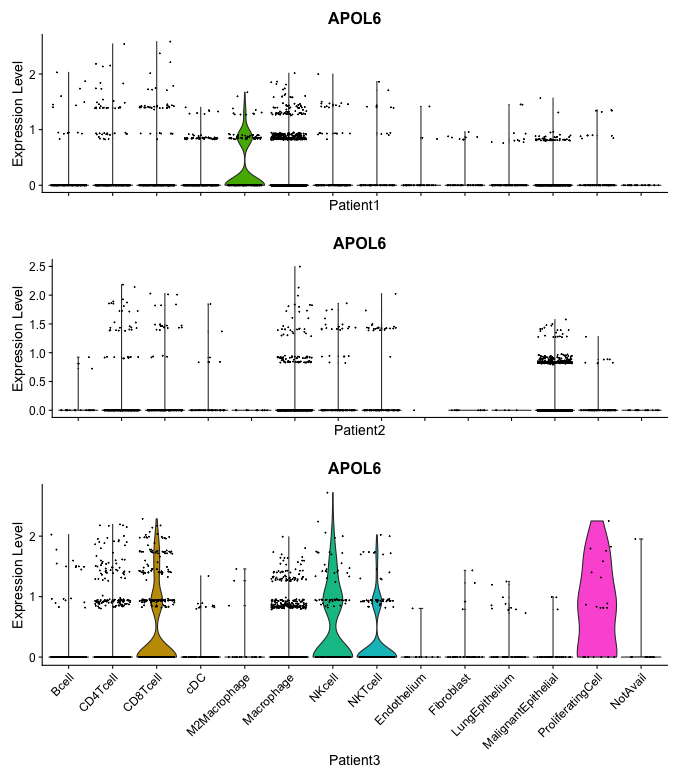 APOL6
Expression Level
2
1
0
Patient1
APOL6
Expression Level
2.5
2.0
1.5
1.0
0.5
0.0
Patient2
APOL6
Expression Level
2
1
0
Bcell
CD4Tcell
CD8Tcell
cDC
M2Macrophage
Macrophage
NKcell
NKTcell
Endothelium
Fibroblast
LungEpithelium
MalignantEpithelial
ProliferatingCell
NotAvail
Patient3